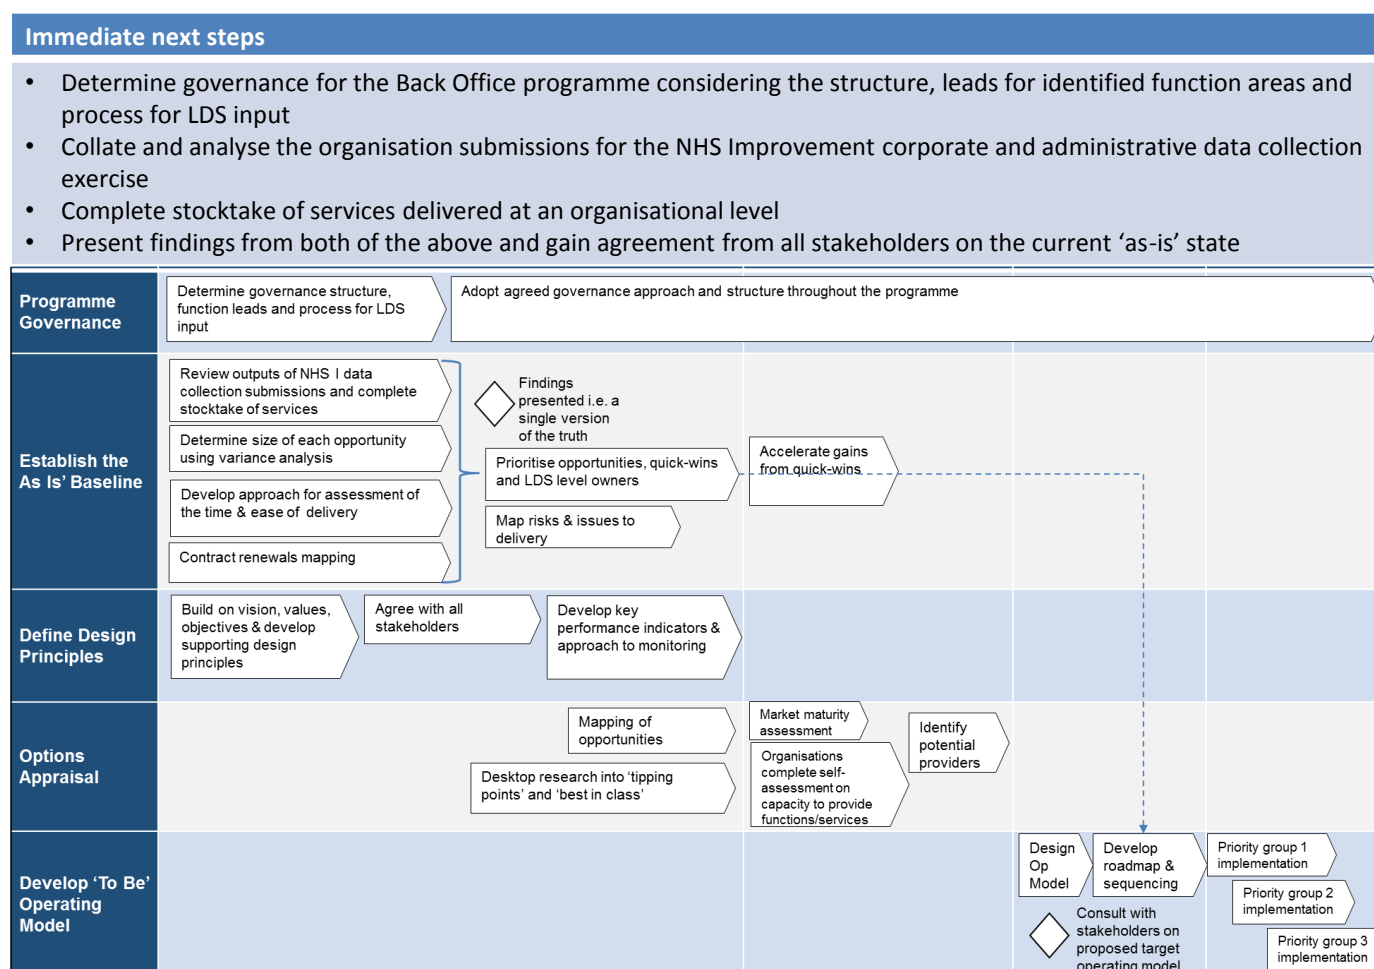 Immediate next steps
• Determine governance for the Back Office programme considering the structure, leads for identified function areas and
process for LDS input
• Collate and analyse the organisation submissions for the NHS Improvement corporate and administrative data collection
exercise
• Complete stocktake of services delivered at an organisational level
• Present findings from both of the above and gain agreement from all stakeholders on the current ‘as-is’ state
Programme
Governance
Determine governance structure,
function leads and process for LDS
input
Adopt agreed governance approach and structure throughout the programme
Establish the
As Is’ Baseline
Review outputs of NHS I data
collection submissions and complete
stocktake of services
Determine size of each opportunity
using variance analysis
Develop approach for assessment of
the time & ease of delivery
Contract renewals mapping
Findings
presented i.e. a
single version
of the truth
Prioritise opportunities, quick-wins
and LDS level owners
Map risks & issues to
delivery
Accelerate gains
from quick-wins
Define Design
Principles
Build on vision, values,
objectives & develop
supporting design
principles
Agree with all
stakeholders
Develop key
performance indicators &
approach to monitoring
Options
Appraisal
Mapping of
opportunities
Desktop research into ‘tipping
points’ and ‘best in class’
Market maturity
assessment
Organisations
complete self-
assessment on
capacity to provide
functions/services
Identify
potential
providers
Develop ‘To Be’
Operating
Model
Design
Op
Model
Develop
roadmap &
sequencing
Consult with
stakeholders on
proposed target
operating model
Priority group 1
implementation
Priority group 2
implementation
Priority group 3
implementation